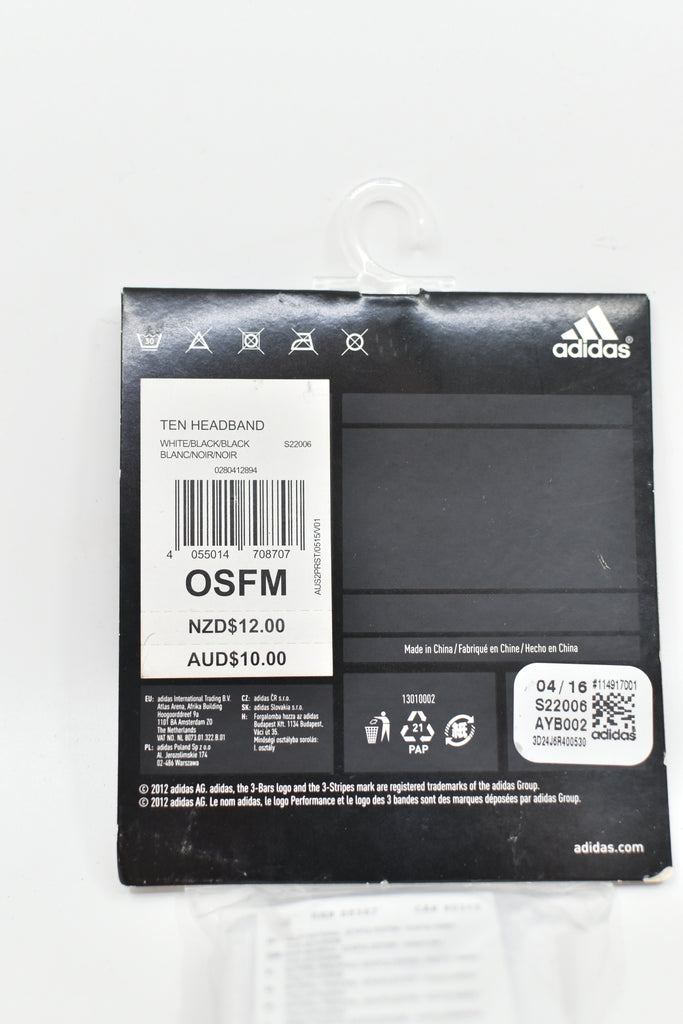 30
adidas®
TEN HEADBAND
WHITE/BLACK/BLACK S22006
BLANC/NOIR/NOIR
0280412894
4 055014 708707
AUS2PRST/0515/V01
OSFM
NZD$12.00
AUD$10.00
Made in China / Fabriqué en Chine / Hecho en China
EU: adidas International Trading B.V.
Atlas Arena, Afrika Building
Hoogoorddreef 9a
1101 BA Amsterdam ZO
The Netherlands
VAT NO. NL 8073.01.322.B.01
PL: adidas Poland Sp z o.o
Al. Jerozolimskie 174
02-486 Warszawa
CZ: adidas ČR s.r.o.
SK: adidas Slovakia s.r.o.
H: Forgalomba hozza az adidas
Budapest Kft. 1134 Budapest,
Váci út 35.
Minőségi osztályba sorolás:
I. osztály
13010002
21
PAP
紙
04 / 16 #114917001
S22006
AYB002
3D24J6R400530
adidas
© 2012 adidas AG. adidas, the 3-Bars logo and the 3-Stripes mark are registered trademarks of the adidas Group.
© 2012 adidas AG. Le nom adidas, le logo Performance et le logo des 3 bandes sont des marques déposées par adidas Group.
adidas.com